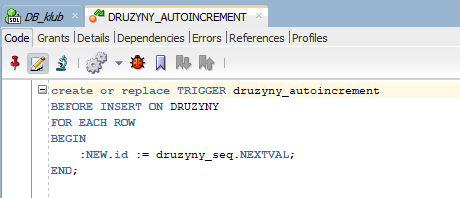 DB_klub
DRUZYNY_AUTOINCREMENT
Code Grants Details Dependencies Errors References Profiles
create or replace TRIGGER druzyny_autoincrement
BEFORE INSERT ON DRUZYNY
FOR EACH ROW
BEGIN
:NEW.id := druzyny_seq.NEXTVAL;
END;